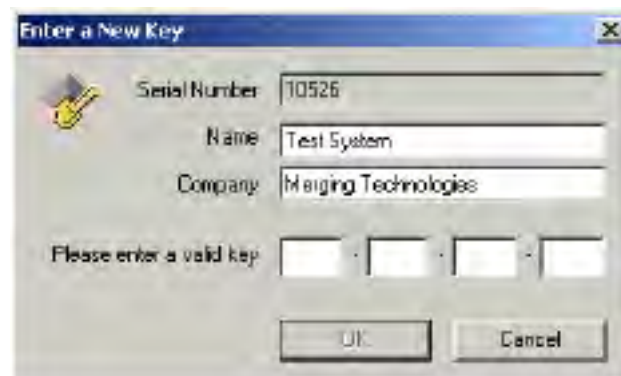 Enter a New Key
Serial Number 10526
Name Test System
Company Merging Technologies
Please enter a valid key - - -
OK Cancel